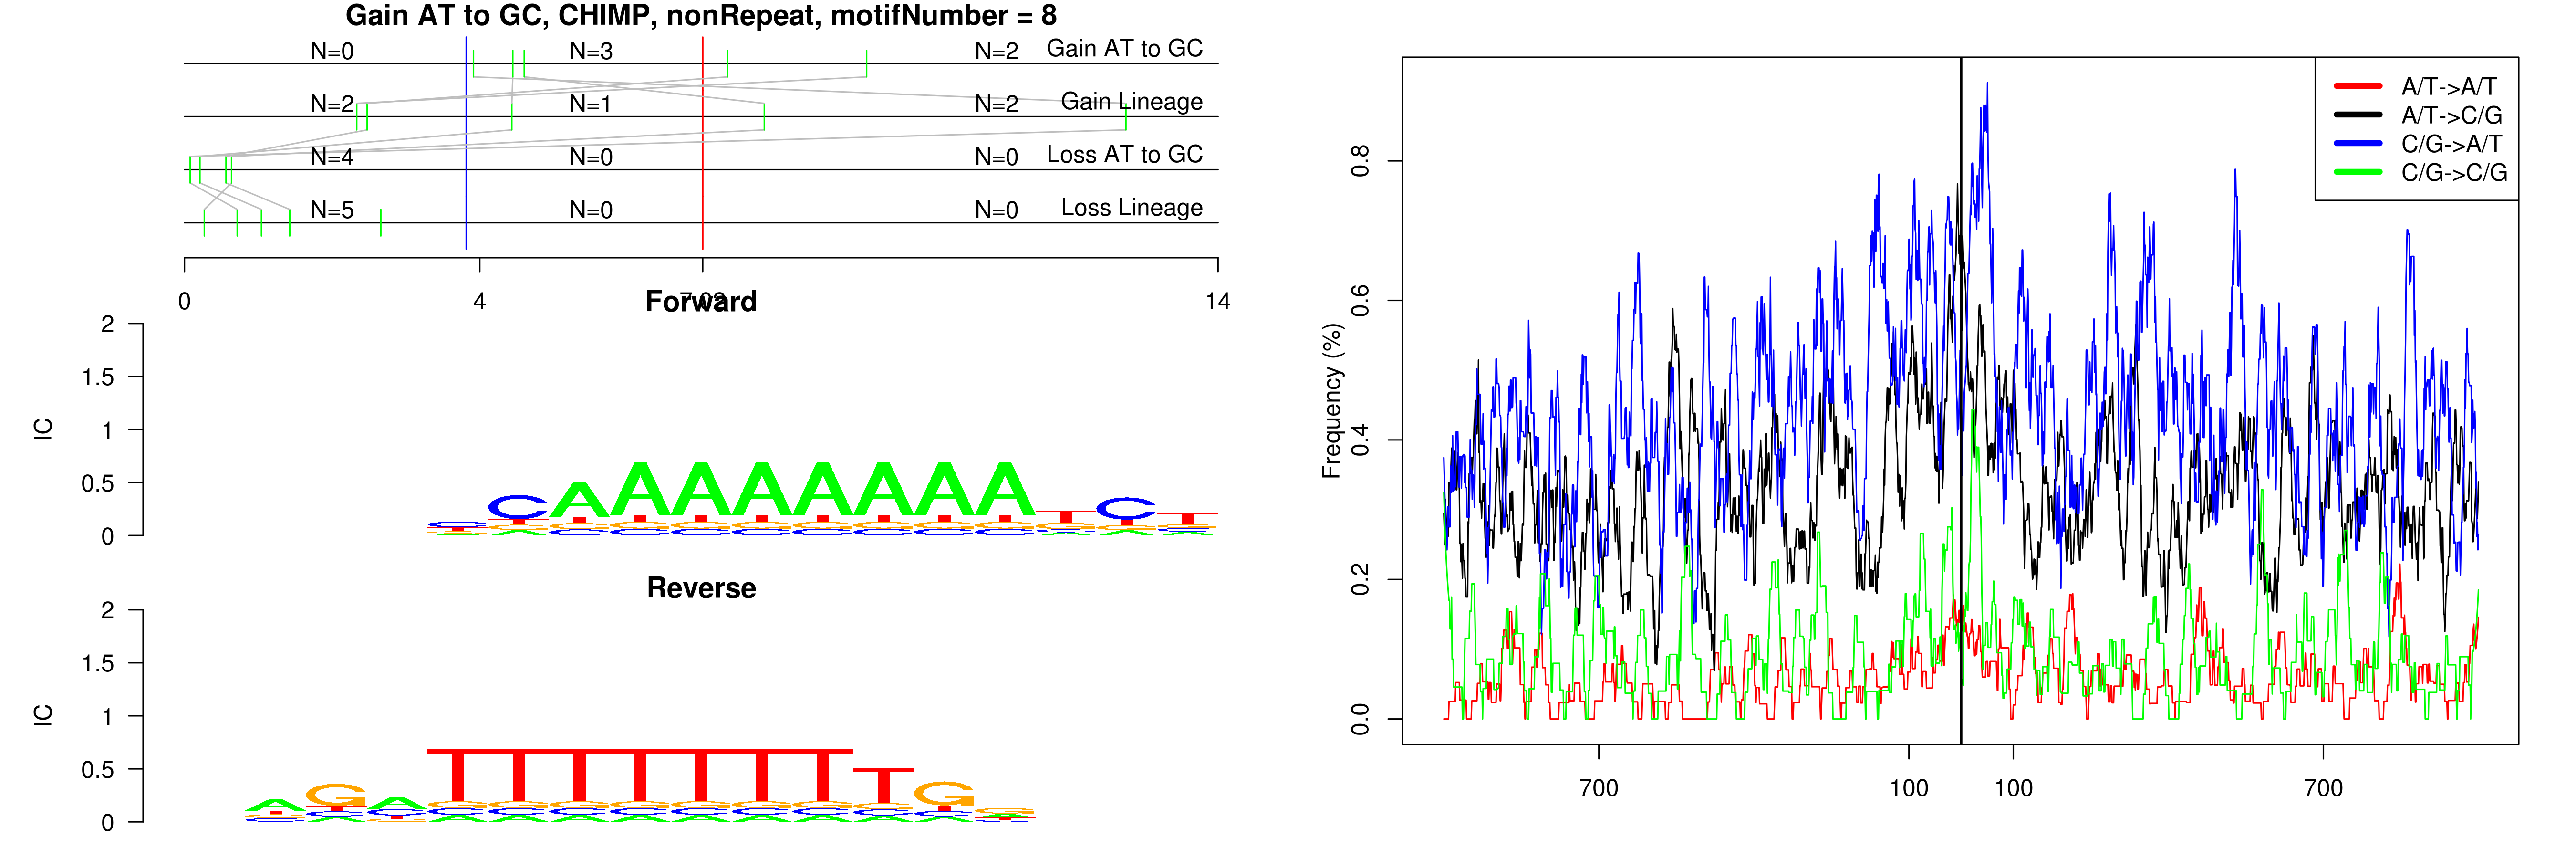 Gain AT to GC, CHIMP, nonRepeat, motifNumber = 8
N=0 N=3 N=2 Gain AT to GC
N=2 N=1 N=2 Gain Lineage
N=4 N=0 N=0 Loss AT to GC
N=5 N=0 N=0 Loss Lineage
0 4 14
Forward
2
1.5
1
0.5
0
IC
C A A A A A A A A T C T
Reverse
2
1.5
1
0.5
0
IC
A G A T T T T T T T T G
A/T->A/T
A/T->C/G
C/G->A/T
C/G->C/G
Frequency (%)
0.8
0.6
0.4
0.2
0.0
700 100 100 700